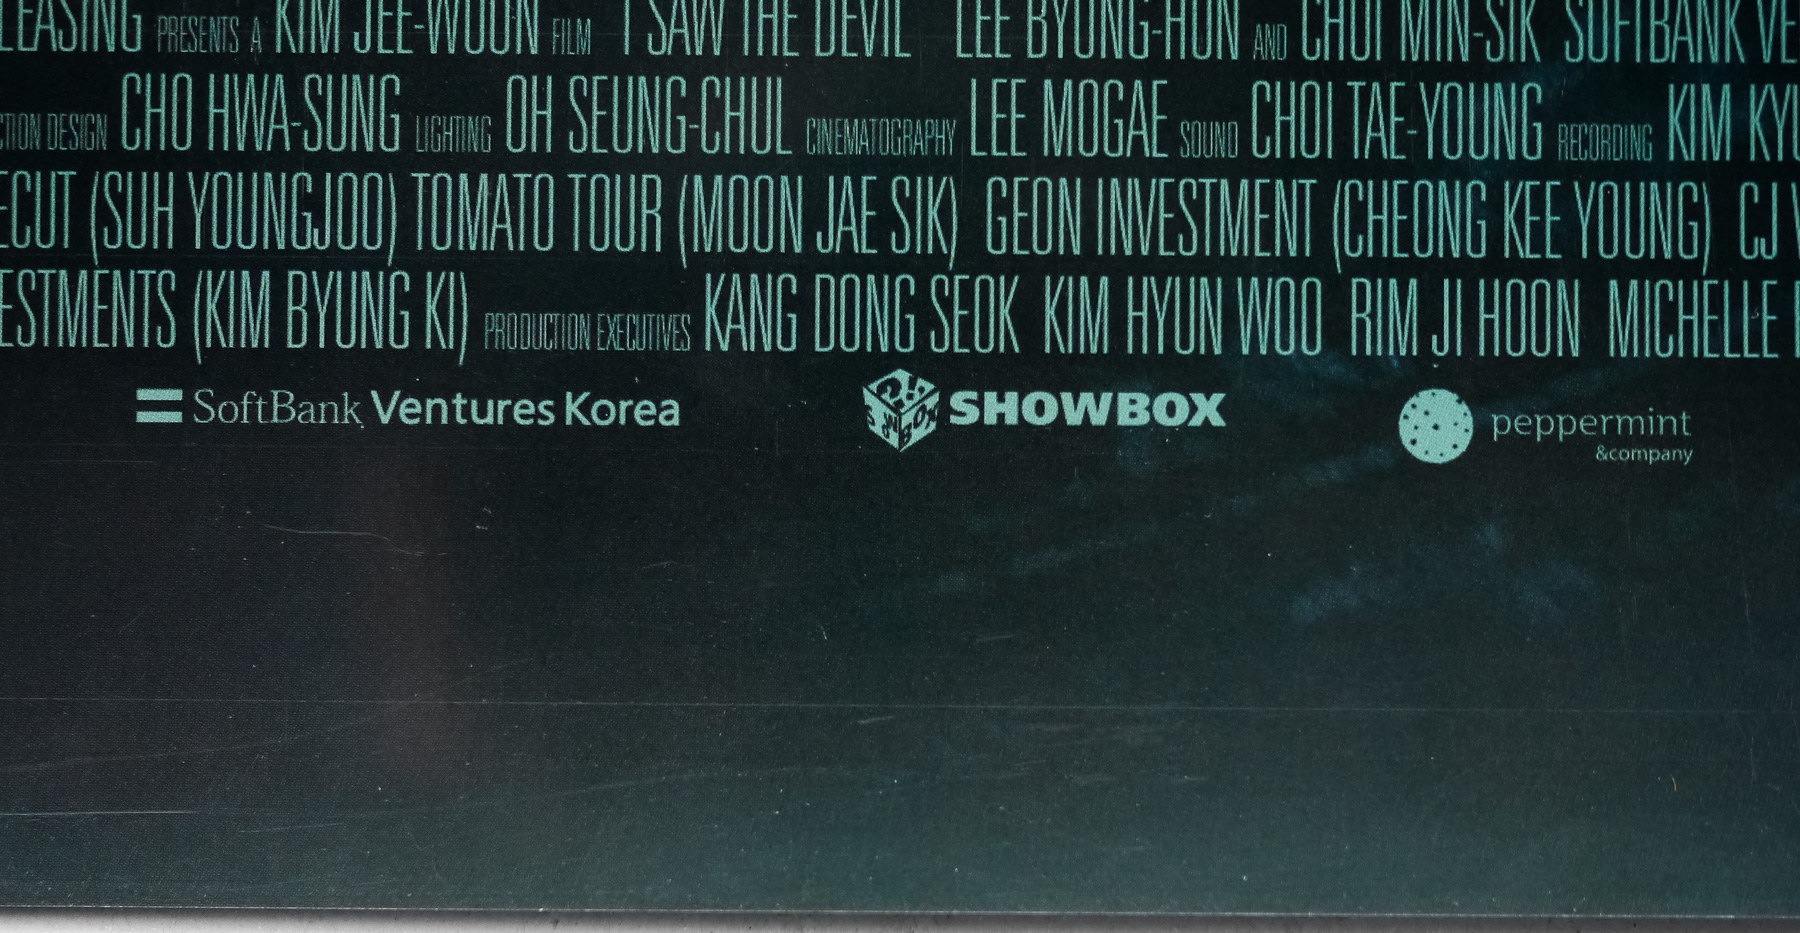 LEASING PRESENTS A KIM JEE-WOON FILM I SAW THE DEVIL LEE BYUNG-HUN AND CHOI MIN-SIK SOFTBANK VE
CTION DESIGN CHO HWA-SUNG LIGHTING OH SEUNG-CHUL CINEMATOGRAPHY LEE MOGAE SOUND CHOI TAE-YOUNG RECORDING KIM KYU
ECUT (SUH YOUNGJOO) TOMATO TOUR (MOON JAE SIK) GEON INVESTMENT (CHEONG KEE YOUNG) CJ V
ESTMENTS (KIM BYUNG KI) PRODUCTION EXECUTIVES KANG DONG SEOK KIM HYUN WOO RIM JI HOON MICHELLE
SoftBank Ventures Korea SHOWBOX peppermint
&company